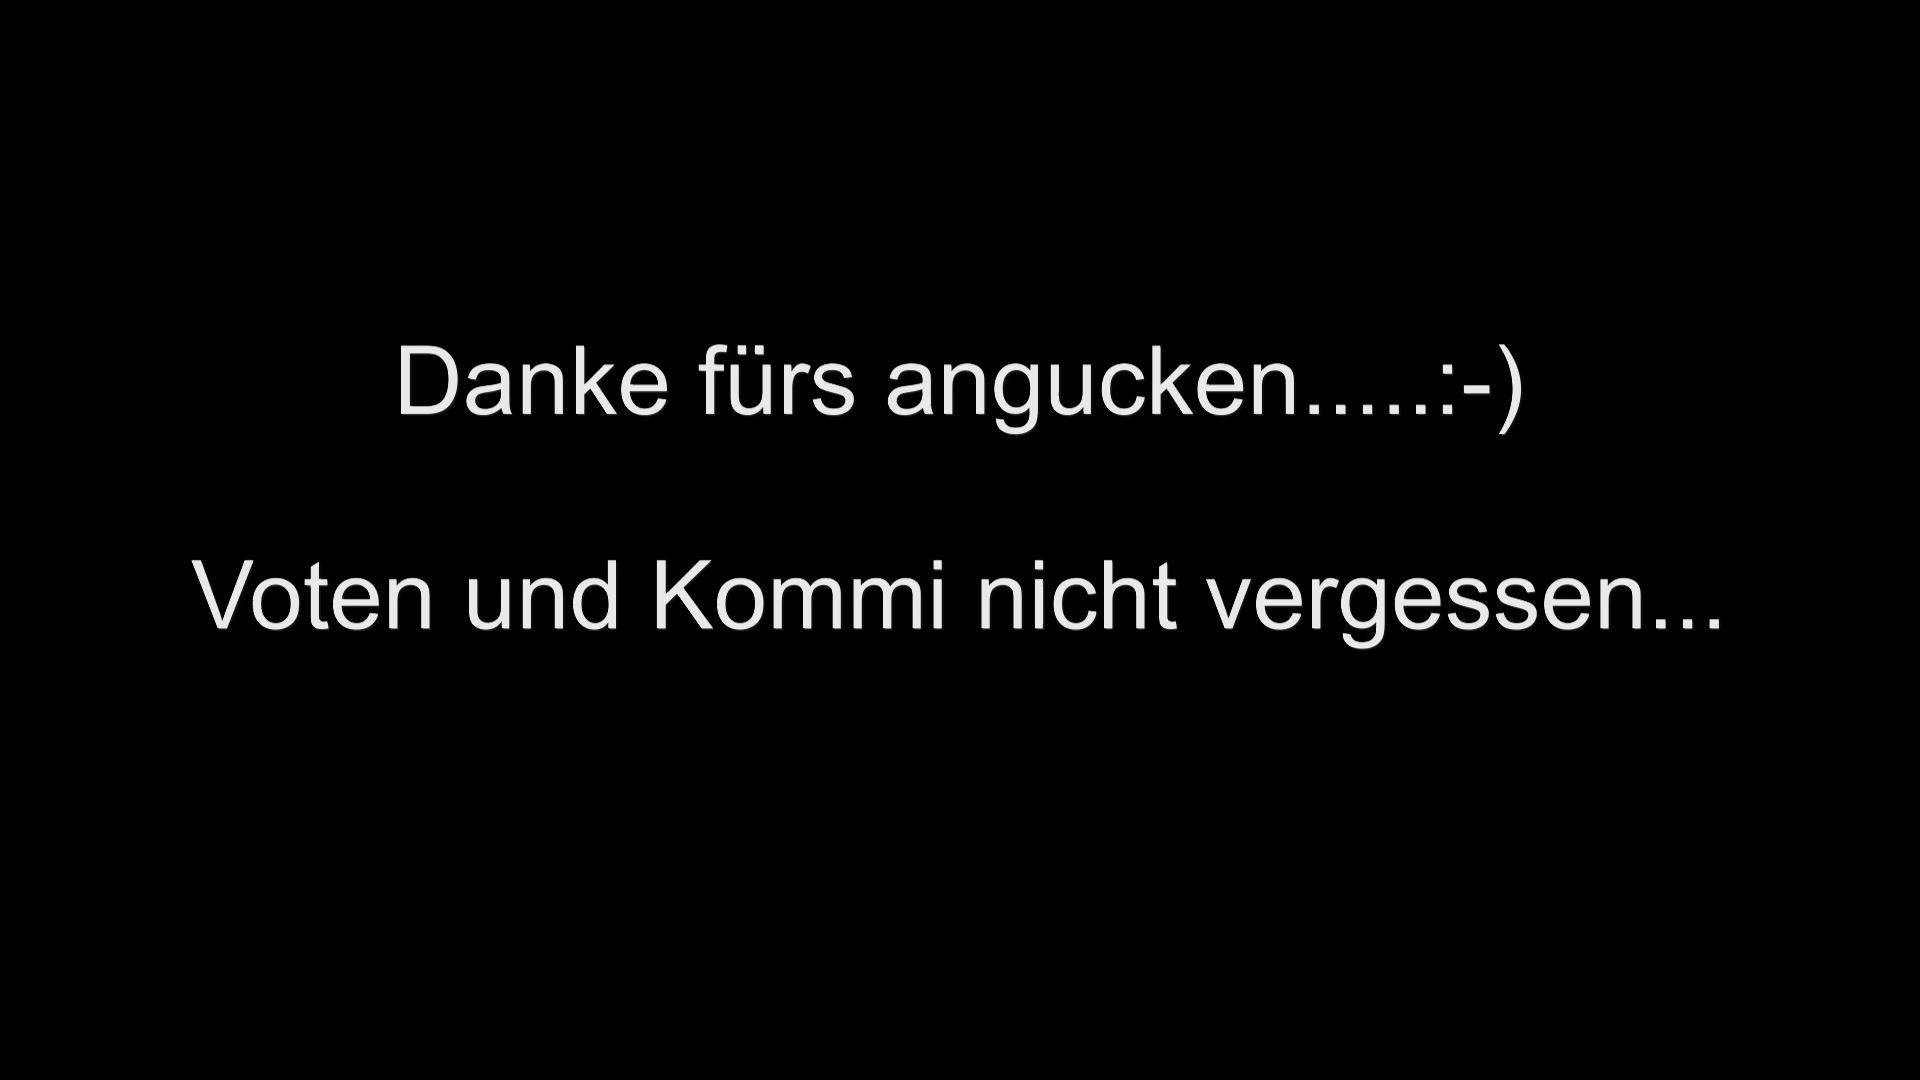 Danke fürs angucken.....:-)
Voten und Kommi nicht vergessen...